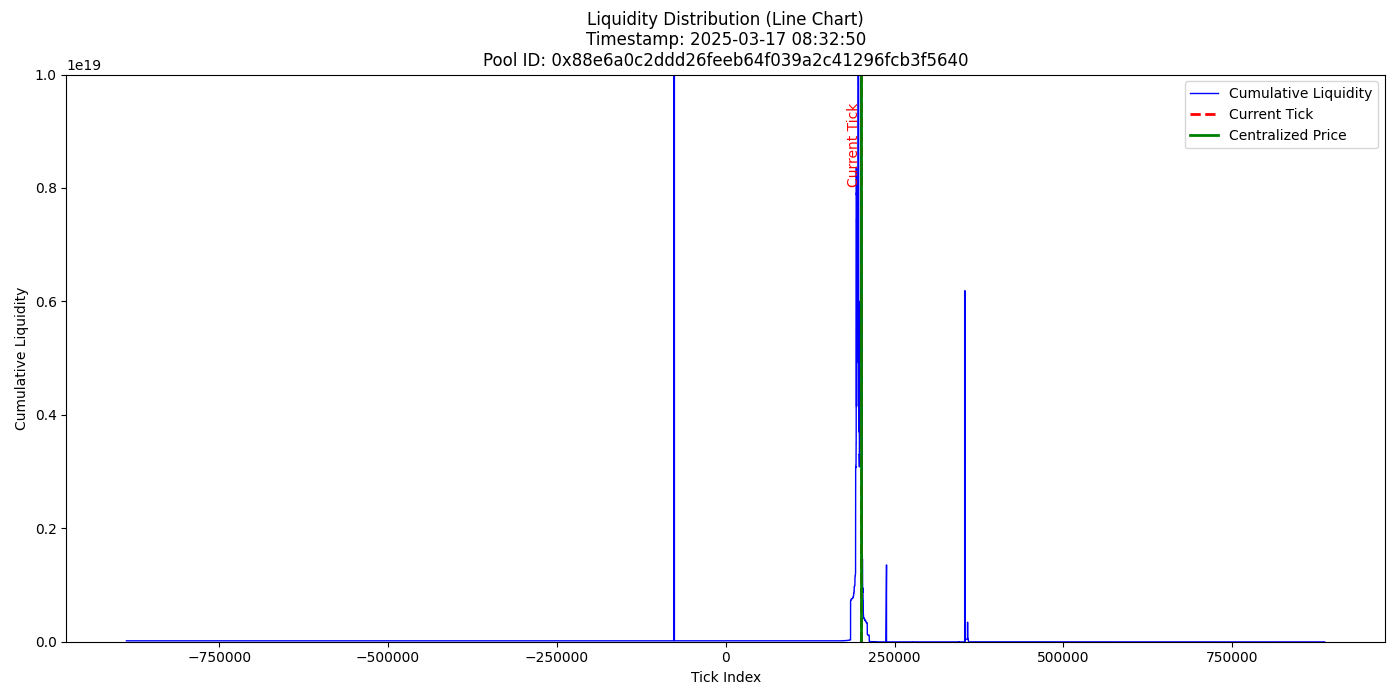 Liquidity Distribution (Line Chart)
Timestamp: 2025-03-17 08:32:50
Pool ID: 0x88e6a0c2ddd26feeb64f039a2c41296fcb3f5640
1e19
1.0
0.8
0.6
0.4
0.2
0.0
Cumulative Liquidity
Current Tick
Cumulative Liquidity
Current Tick
Centralized Price
−750000
−500000
−250000
0
250000
500000
750000
Tick Index